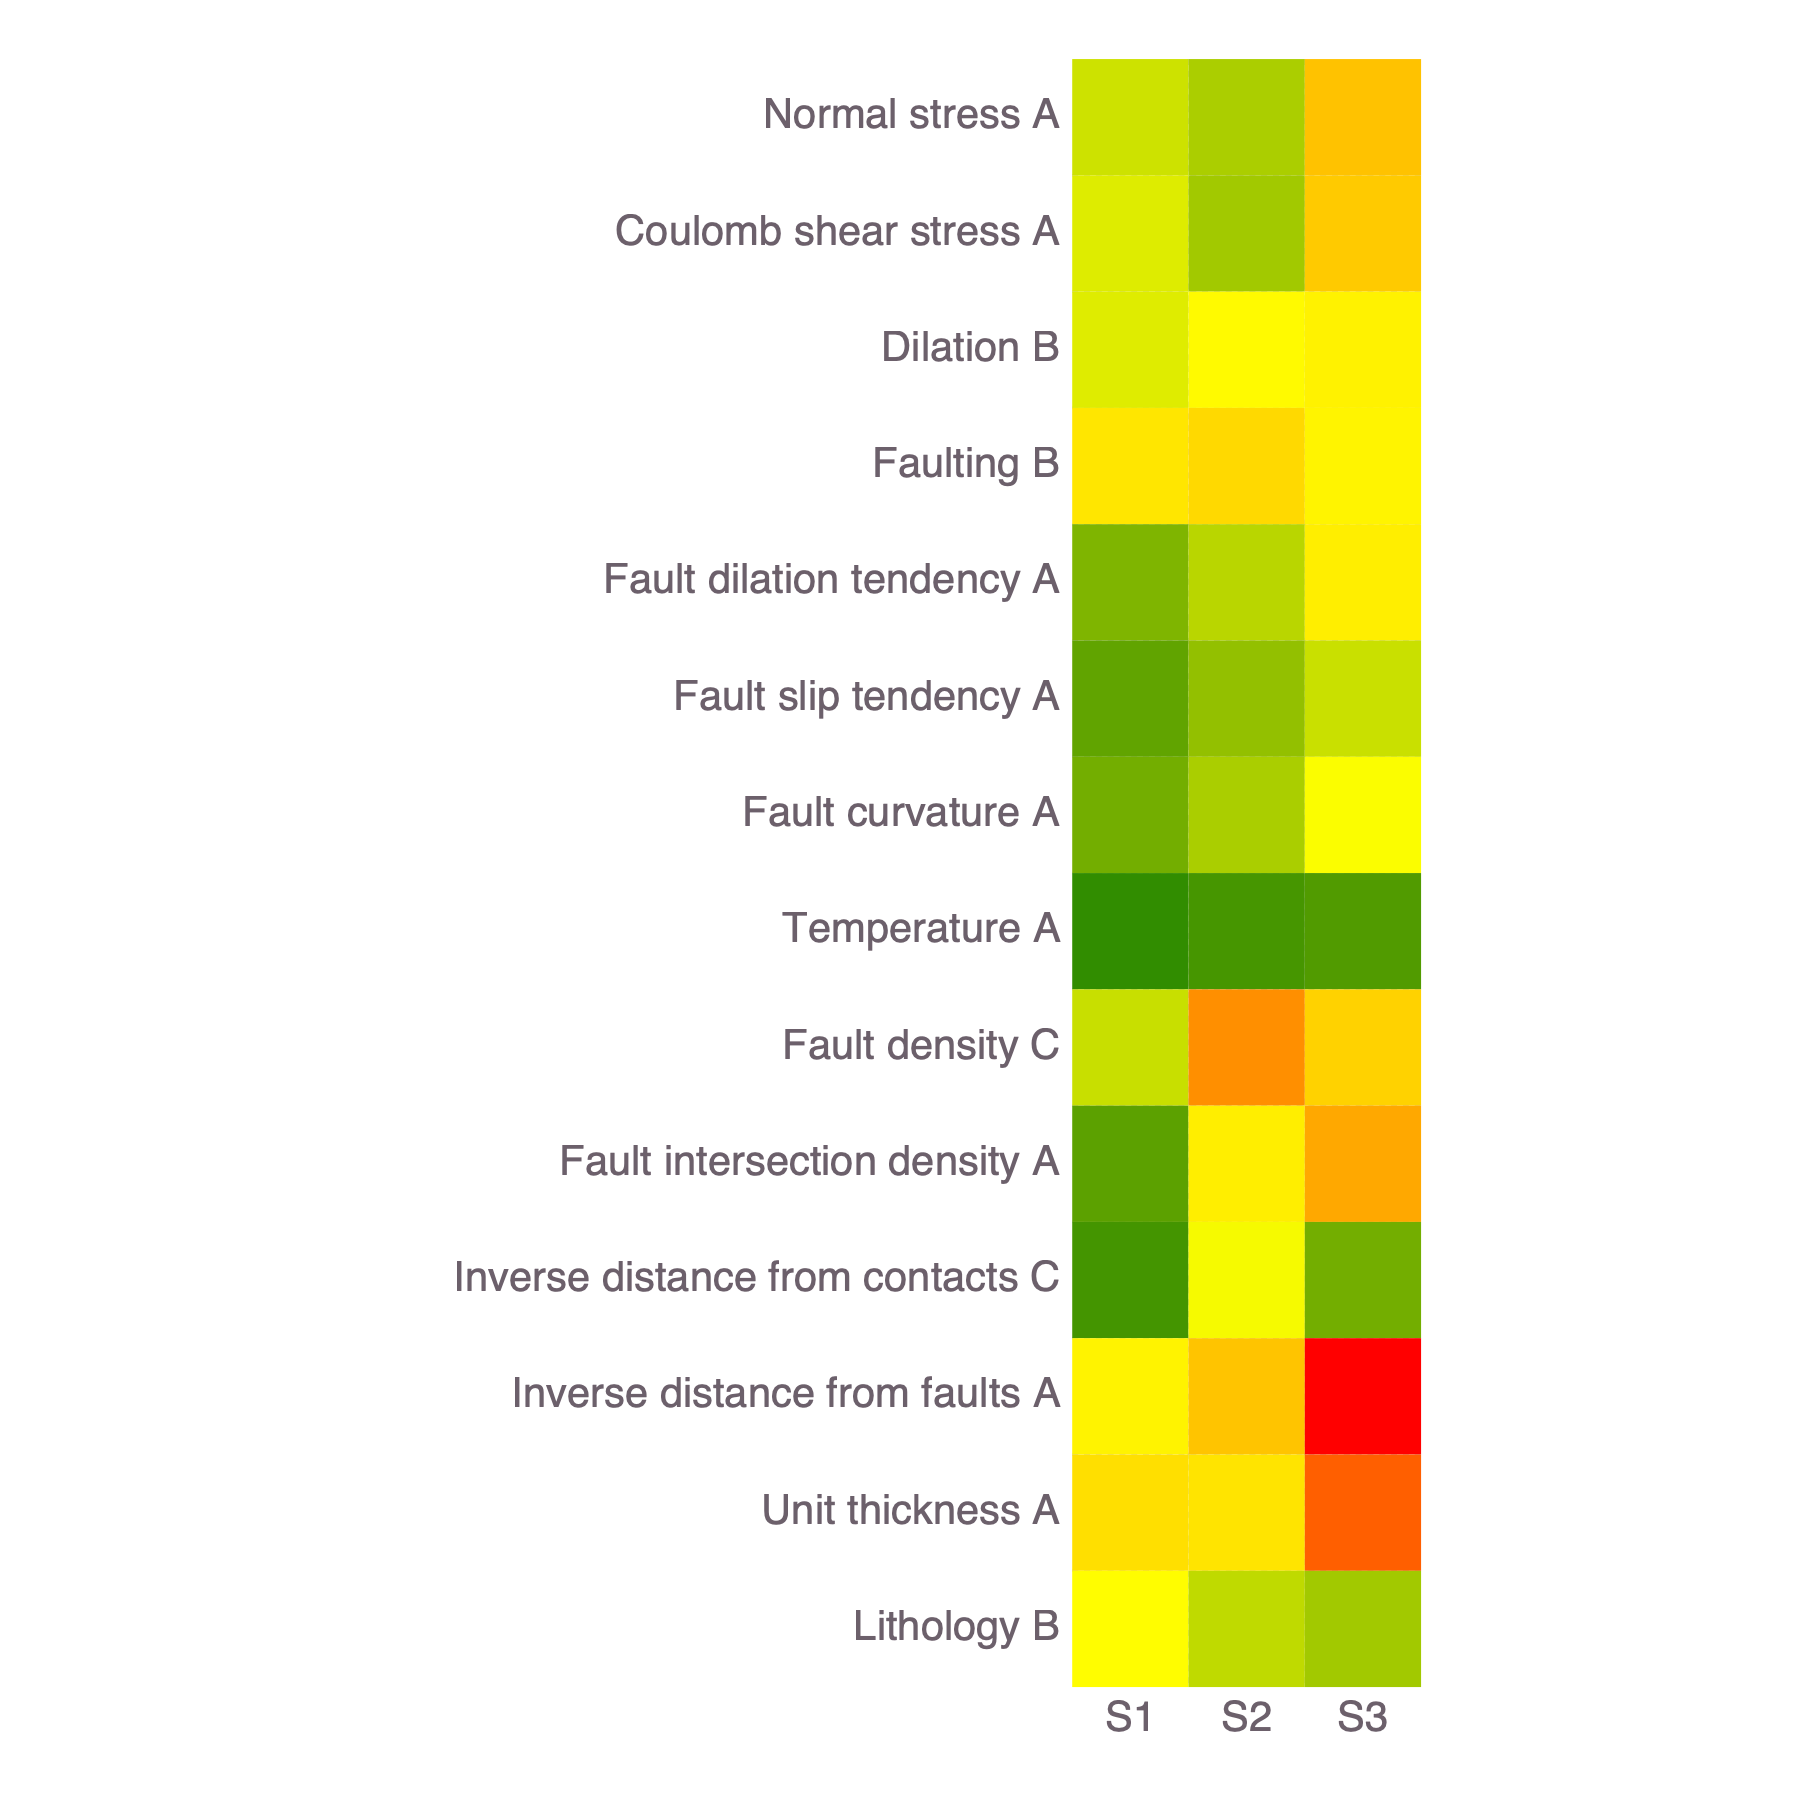 Normal stress A
Coulomb shear stress A
Dilation B
Faulting B
Fault dilation tendency A
Fault slip tendency A
Fault curvature A
Temperature A
Fault density C
Fault intersection density A
Inverse distance from contacts C
Inverse distance from faults A
Unit thickness A
Lithology B
S1 S2 S3